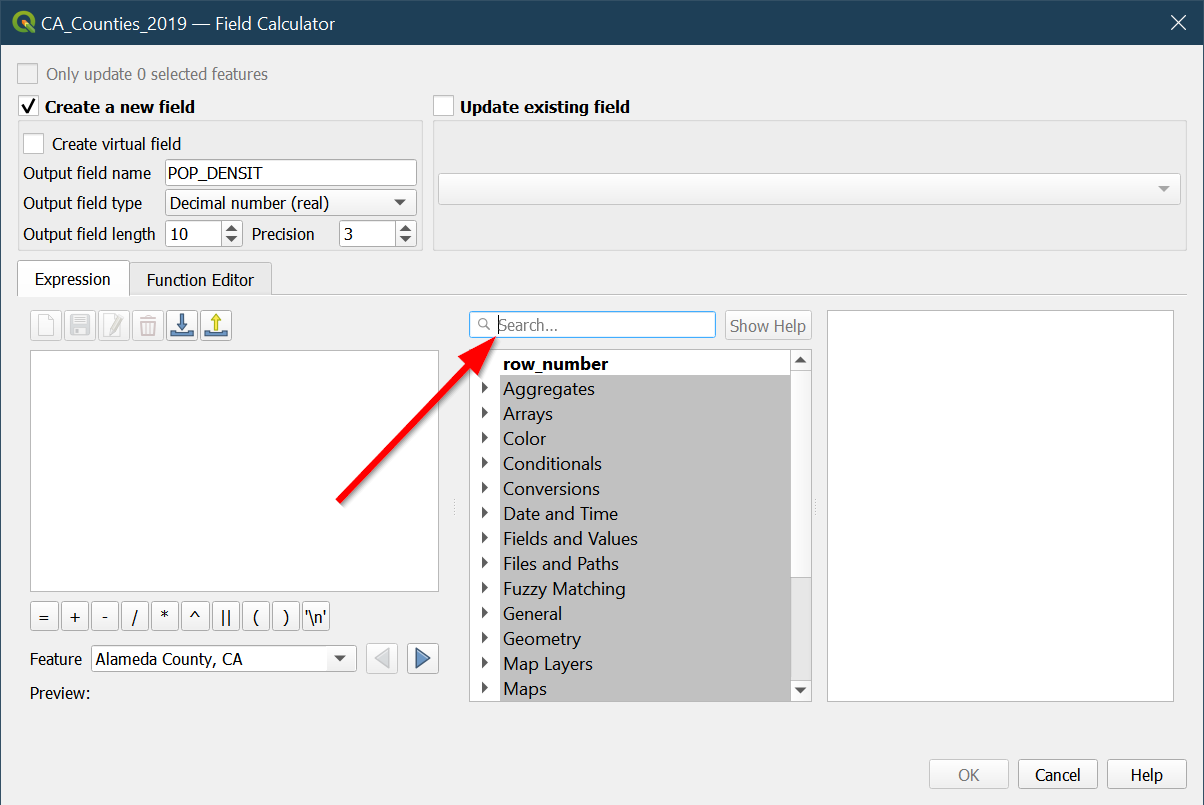 CA_Counties_2019 — Field Calculator
Only update 0 selected features
Create a new field
Update existing field
Create virtual field
Output field name POP_DENSIT
Output field type Decimal number (real)
Output field length 10 Precision 3
Expression Function Editor
Search... Show Help
row_number
Aggregates
Arrays
Color
Conditionals
Conversions
Date and Time
Fields and Values
Files and Paths
Fuzzy Matching
General
Geometry
Map Layers
Maps
= + - / * ^ || ( ) '\n'
Feature Alameda County, CA
Preview:
OK Cancel Help